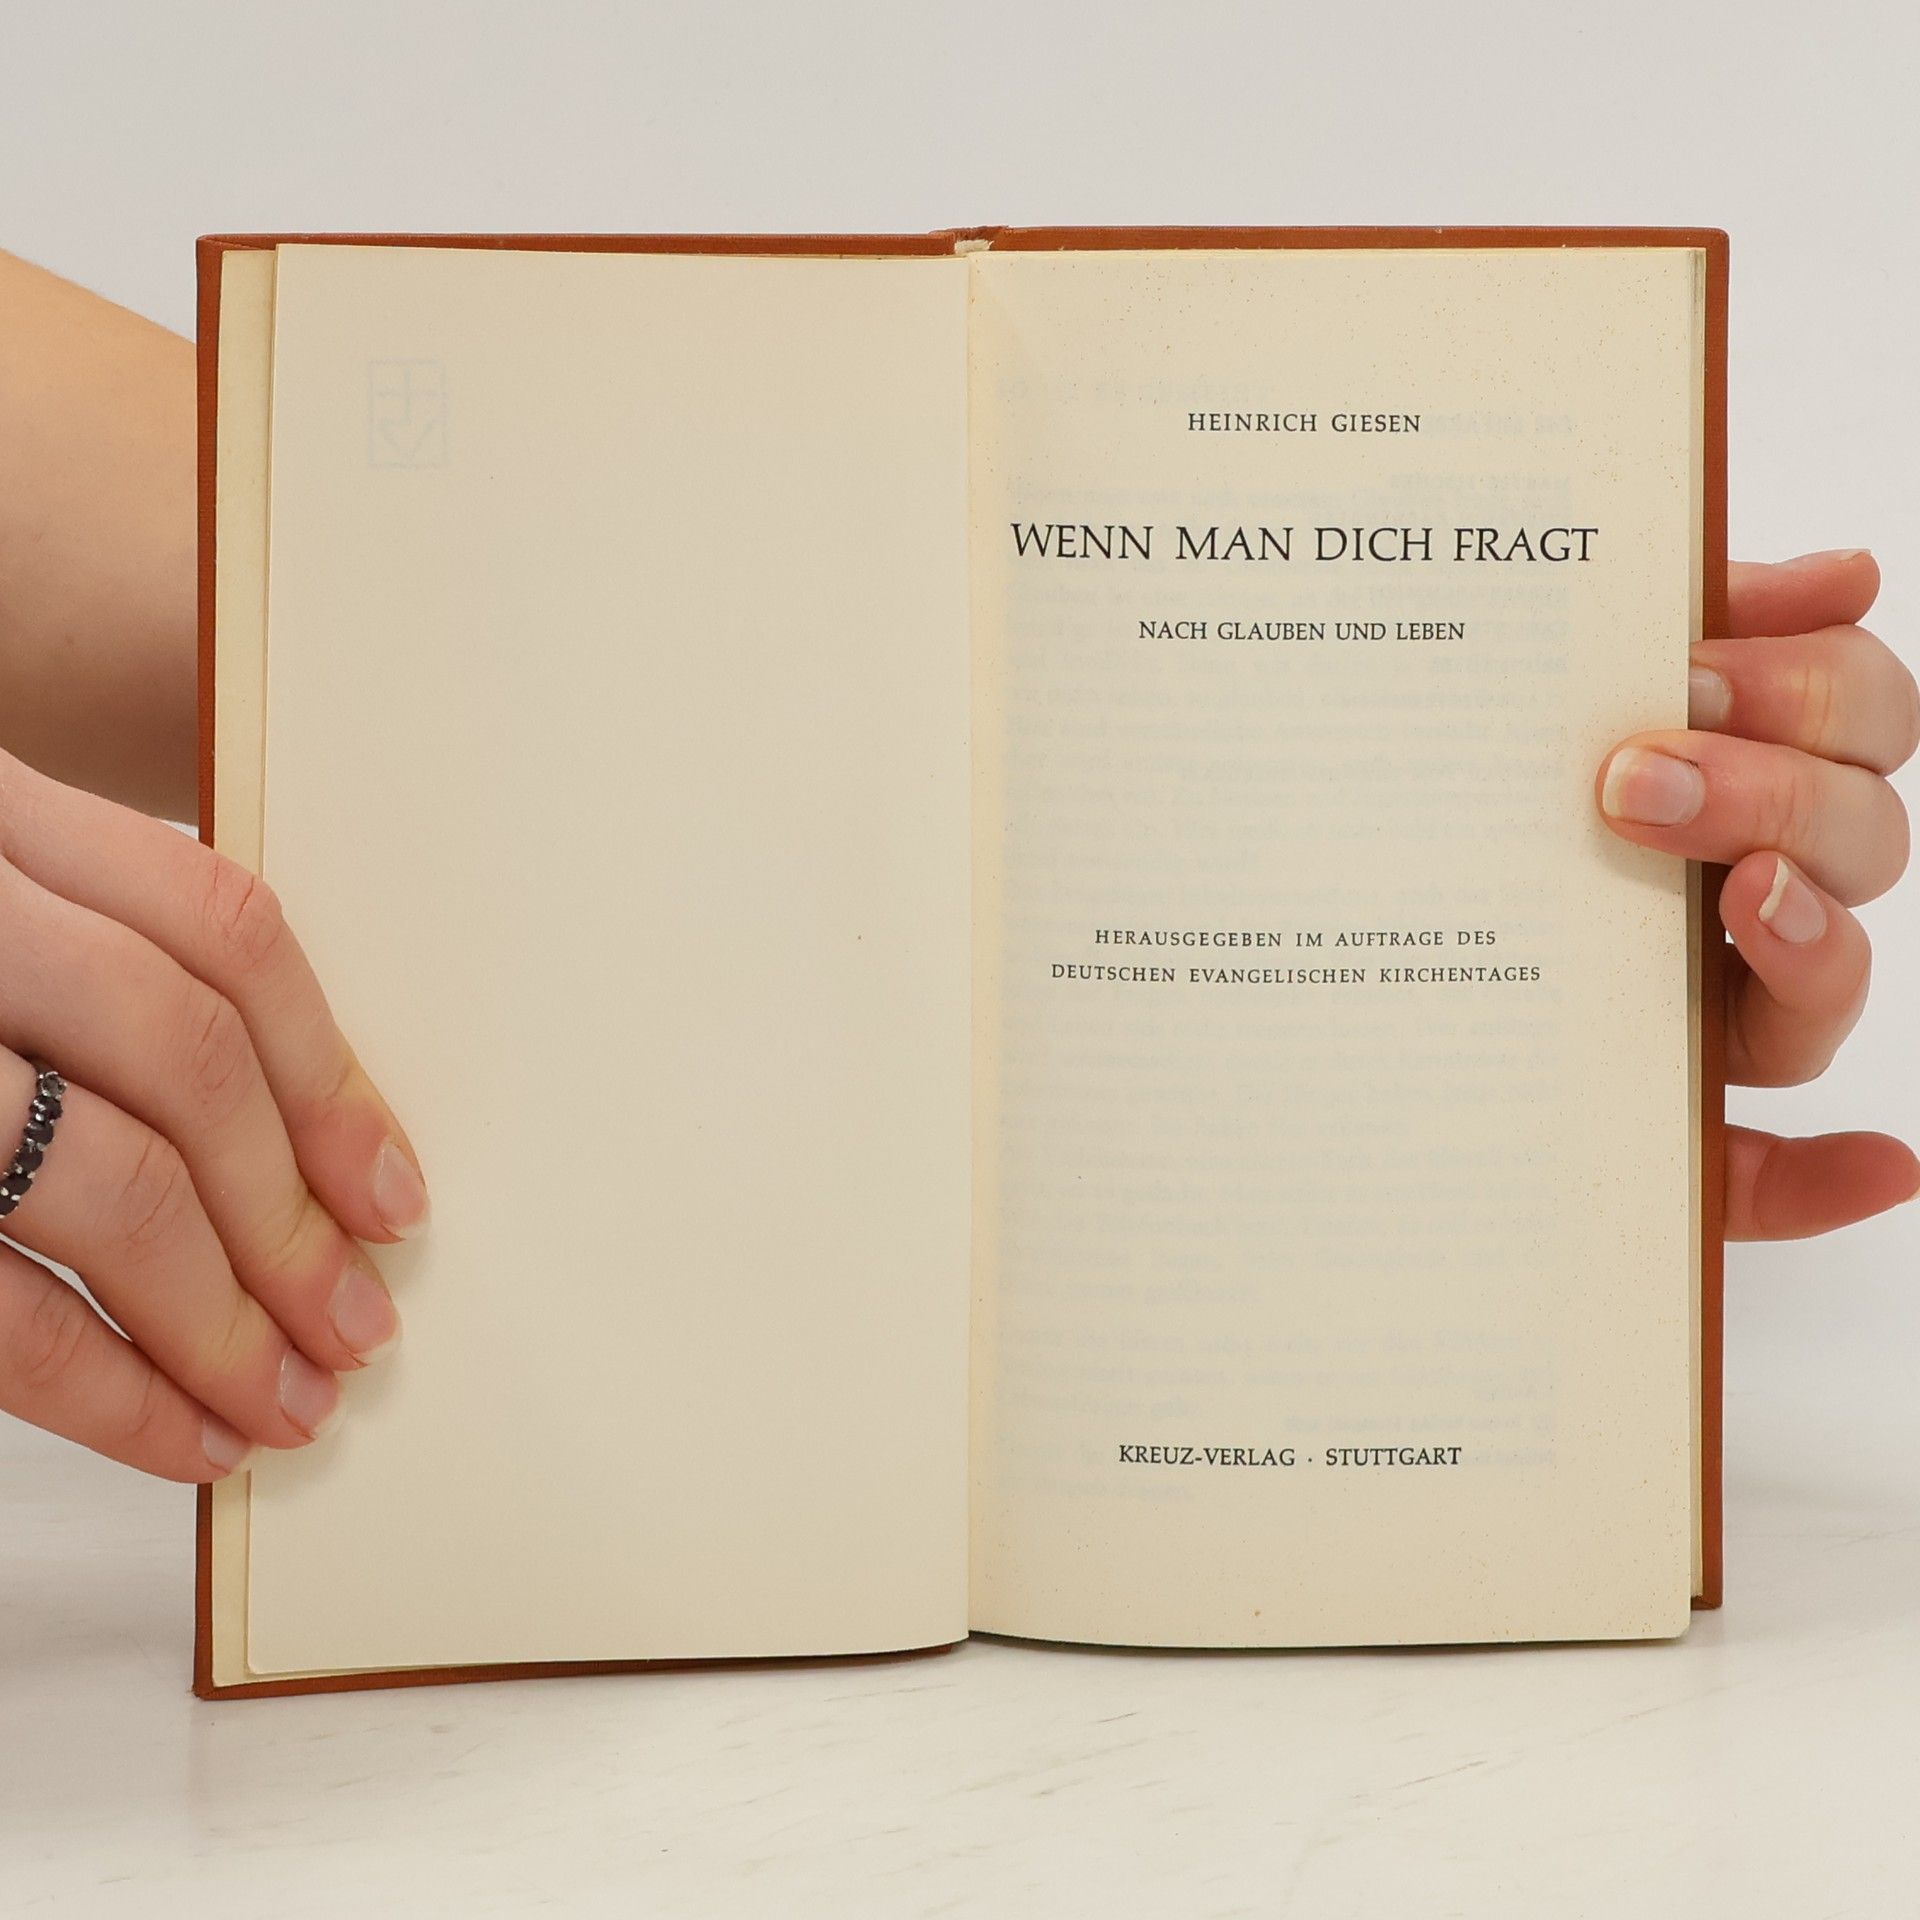 HEINRICH GIESEN
WENN MAN DICH FRAGT
NACH GLAUBEN UND LEBEN
HERAUSGEGEBEN IM AUFTRAGE DES
DEUTSCHEN EVANGELISCHEN KIRCHENTAGES
KREUZ-VERLAG · STUTTGART